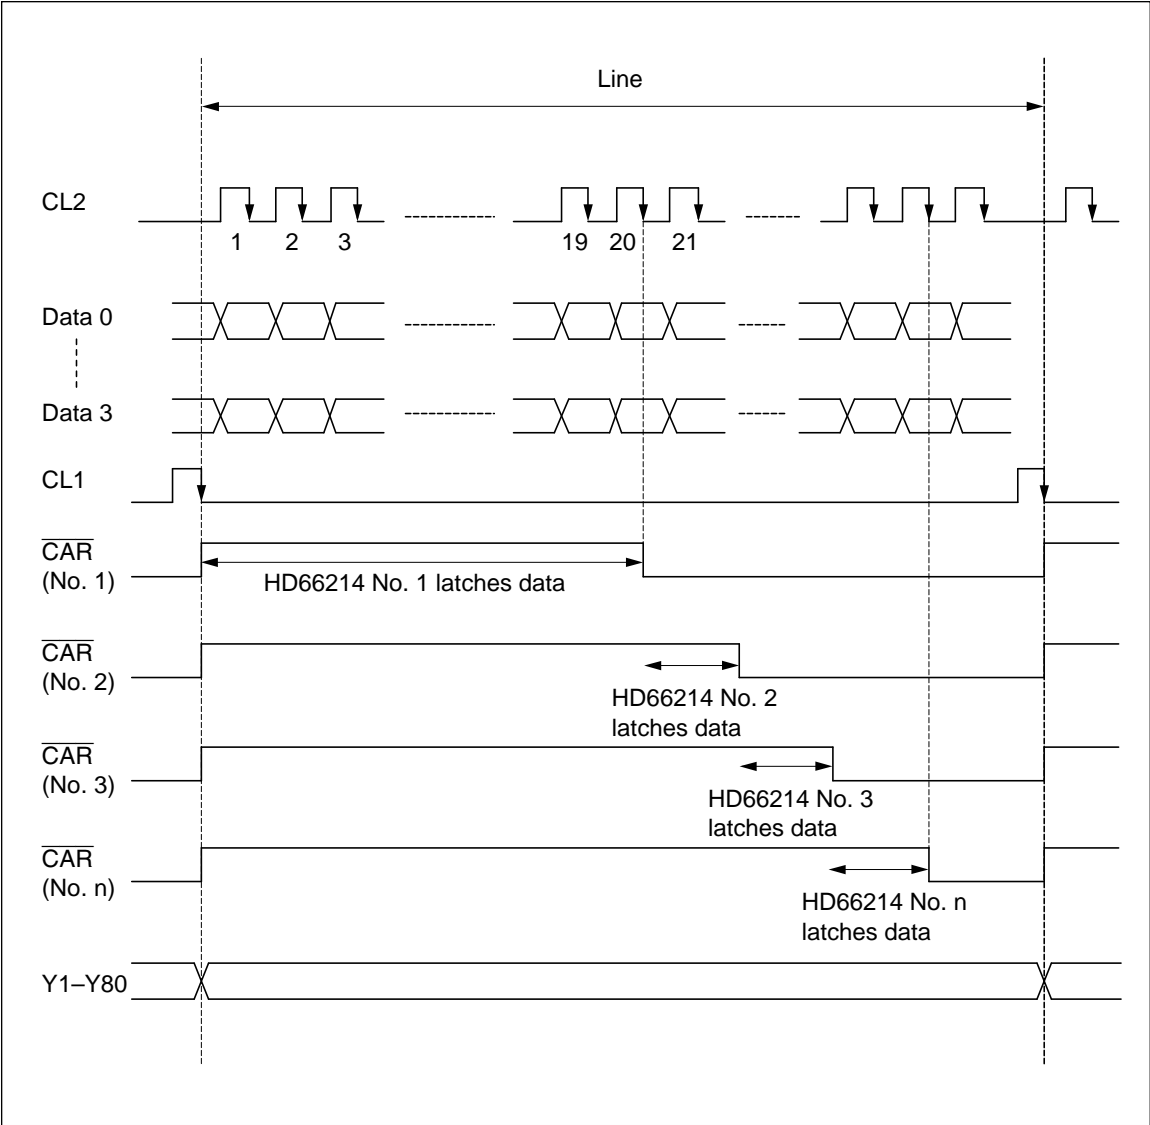 Line
CL2
1 2 3 19 20 21
Data 0
Data 3
CL1
CAR
(No. 1)
HD66214 No. 1 latches data
CAR
(No. 2)
HD66214 No. 2
latches data
CAR
(No. 3)
HD66214 No. 3
latches data
CAR
(No. n)
HD66214 No. n
latches data
Y1–Y80